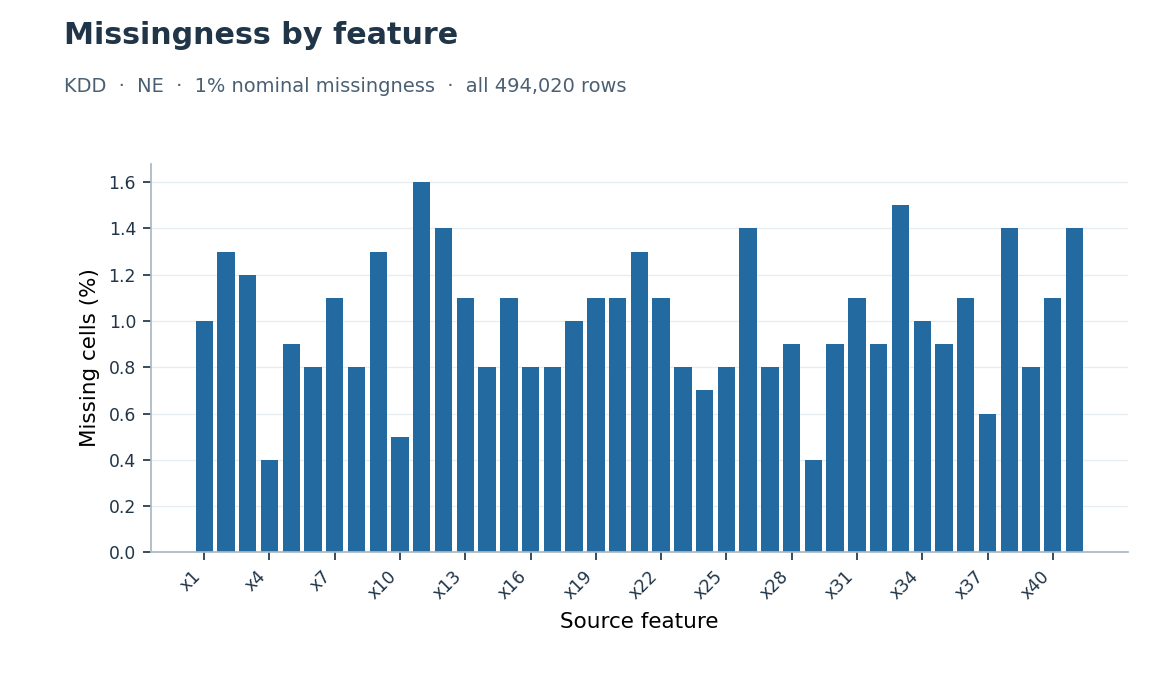 Missingness by feature
KDD · NE · 1% nominal missingness · all 494,020 rows
1.6
1.4
1.2
1.0
0.8
0.6
0.4
0.2
0.0
Missing cells (%)
x1 x4 x7 x10 x13 x16 x19 x22 x25 x28 x31 x34 x37 x40
Source feature